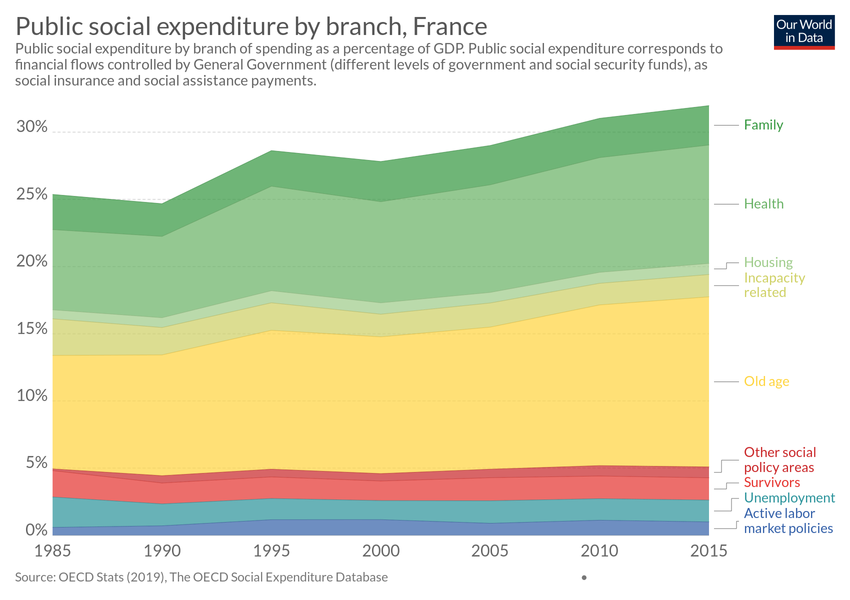 Public social expenditure by branch, France
Our World
in Data
Public social expenditure by branch of spending as a percentage of GDP. Public social expenditure corresponds to
financial flows controlled by General Government (different levels of government and social security funds), as
social insurance and social assistance payments.
30%
25%
20%
15%
10%
5%
0%
Family
Health
Housing
Incapacity
related
Old age
Other social
policy areas
Survivors
Unemployment
Active labor
market policies
1985 1990 1995 2000 2005 2010 2015
Source: OECD Stats (2019), The OECD Social Expenditure Database